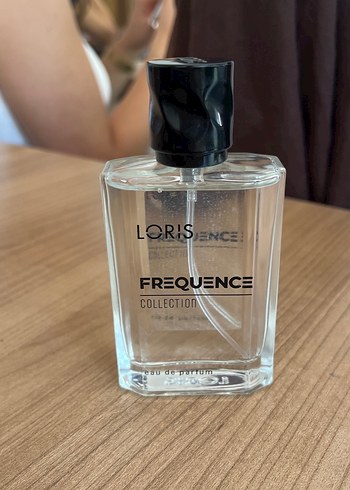 LORIS
FREQUENCE
COLLECTION
eau de parfum